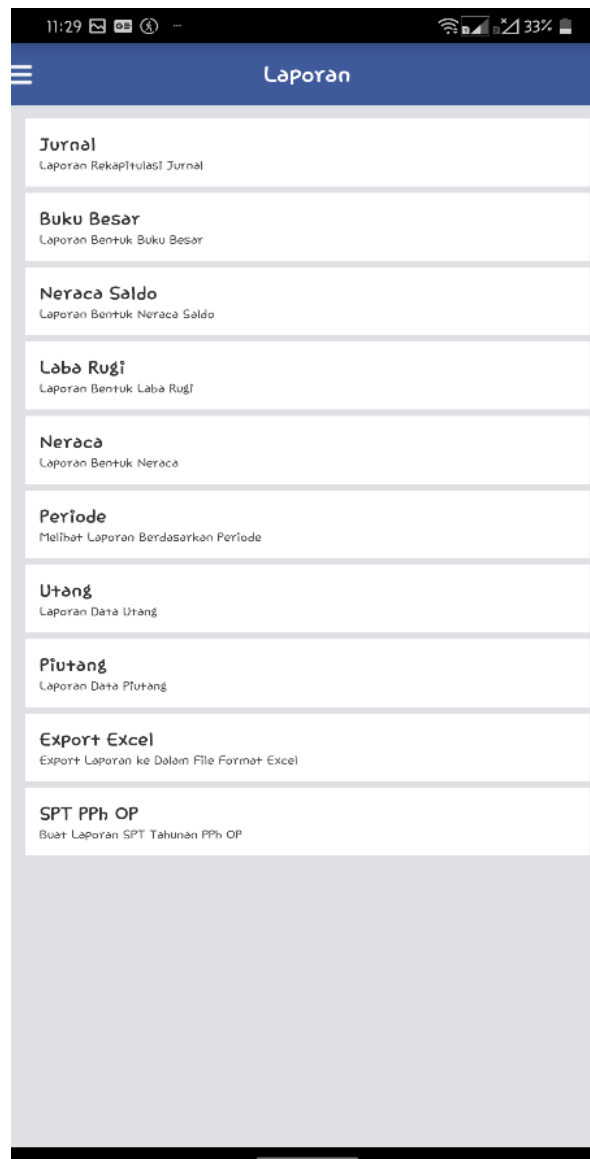 11:29
33%
Laporan
Jurnal
Laporan Rekapitulasi Jurnal
Buku Besar
Laporan Bentuk Buku Besar
Neraca Saldo
Laporan Bentuk Neraca Saldo
Laba Rugi
Laporan Bentuk Laba Rugi
Neraca
Laporan Bentuk Neraca
Periode
Melihat Laporan Berdasarkan Periode
Utang
Laporan Data Utang
Piutang
Laporan Data Piutang
Export Excel
Export Laporan ke Dalam File Format Excel
SPT PPh OP
Buat Laporan SPT Tahunan PPh OP